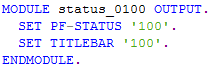 MODULE status_0100 OUTPUT.
  SET PF-STATUS '100'.
  SET TITLEBAR '100'.
ENDMODULE.